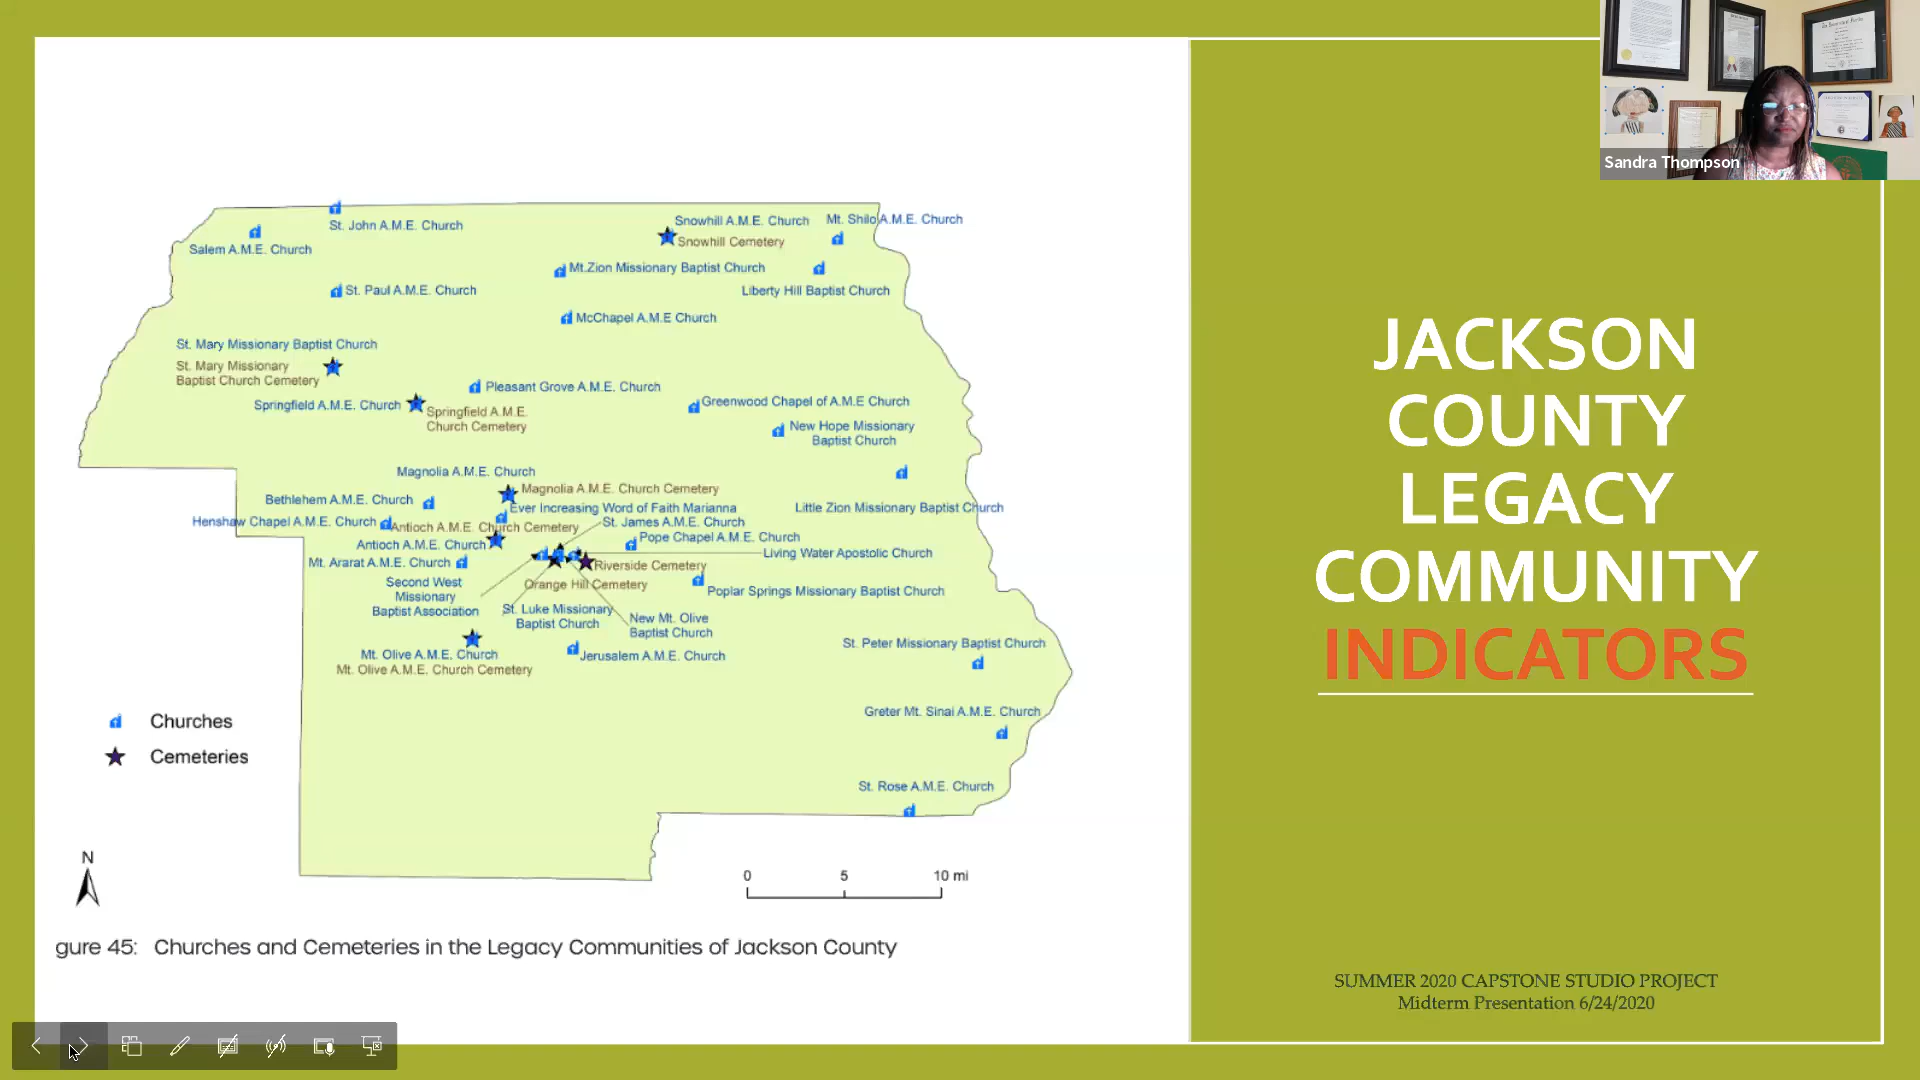 Sandra Thompson
St. John A.M.E. Church
Salem A.M.E. Church
Snowhill A.M.E. Church
Mt. Shilo A.M.E. Church
Snowhill Cemetery
Mt.Zion Missionary Baptist Church
Liberty Hill Baptist Church
St. Paul A.M.E. Church
McChapel A.M.E Church
St. Mary Missionary Baptist Church
St. Mary Missionary
Baptist Church Cemetery
Pleasant Grove A.M.E. Church
Springfield A.M.E. Church
Springfield A.M.E.
Church Cemetery
Greenwood Chapel of A.M.E Church
New Hope Missionary
Baptist Church
Magnolia A.M.E. Church
Magnolia A.M.E. Church Cemetery
Bethlehem A.M.E. Church
Ever Increasing Word of Faith Marianna
Little Zion Missionary Baptist Church
Henshaw Chapel A.M.E. Church
Antioch A.M.E. Church Cemetery
St. James A.M.E. Church
Antioch A.M.E. Church
Pope Chapel A.M.E. Church
Living Water Apostolic Church
Mt. Ararat A.M.E. Church
Riverside Cemetery
Second West
Missionary
Baptist Association
Orange Hill Cemetery
Poplar Springs Missionary Baptist Church
St. Luke Missionary
Baptist Church
New Mt. Olive
Baptist Church
Mt. Olive A.M.E. Church
Mt. Olive A.M.E. Church Cemetery
Jerusalem A.M.E. Church
St. Peter Missionary Baptist Church
Greter Mt. Sinai A.M.E. Church
St. Rose A.M.E. Church
Churches
Cemeteries
N
0 5 10 mi
gure 45: Churches and Cemeteries in the Legacy Communities of Jackson County
JACKSON
COUNTY
LEGACY
COMMUNITY
INDICATORS
SUMMER 2020 CAPSTONE STUDIO PROJECT
Midterm Presentation 6/24/2020